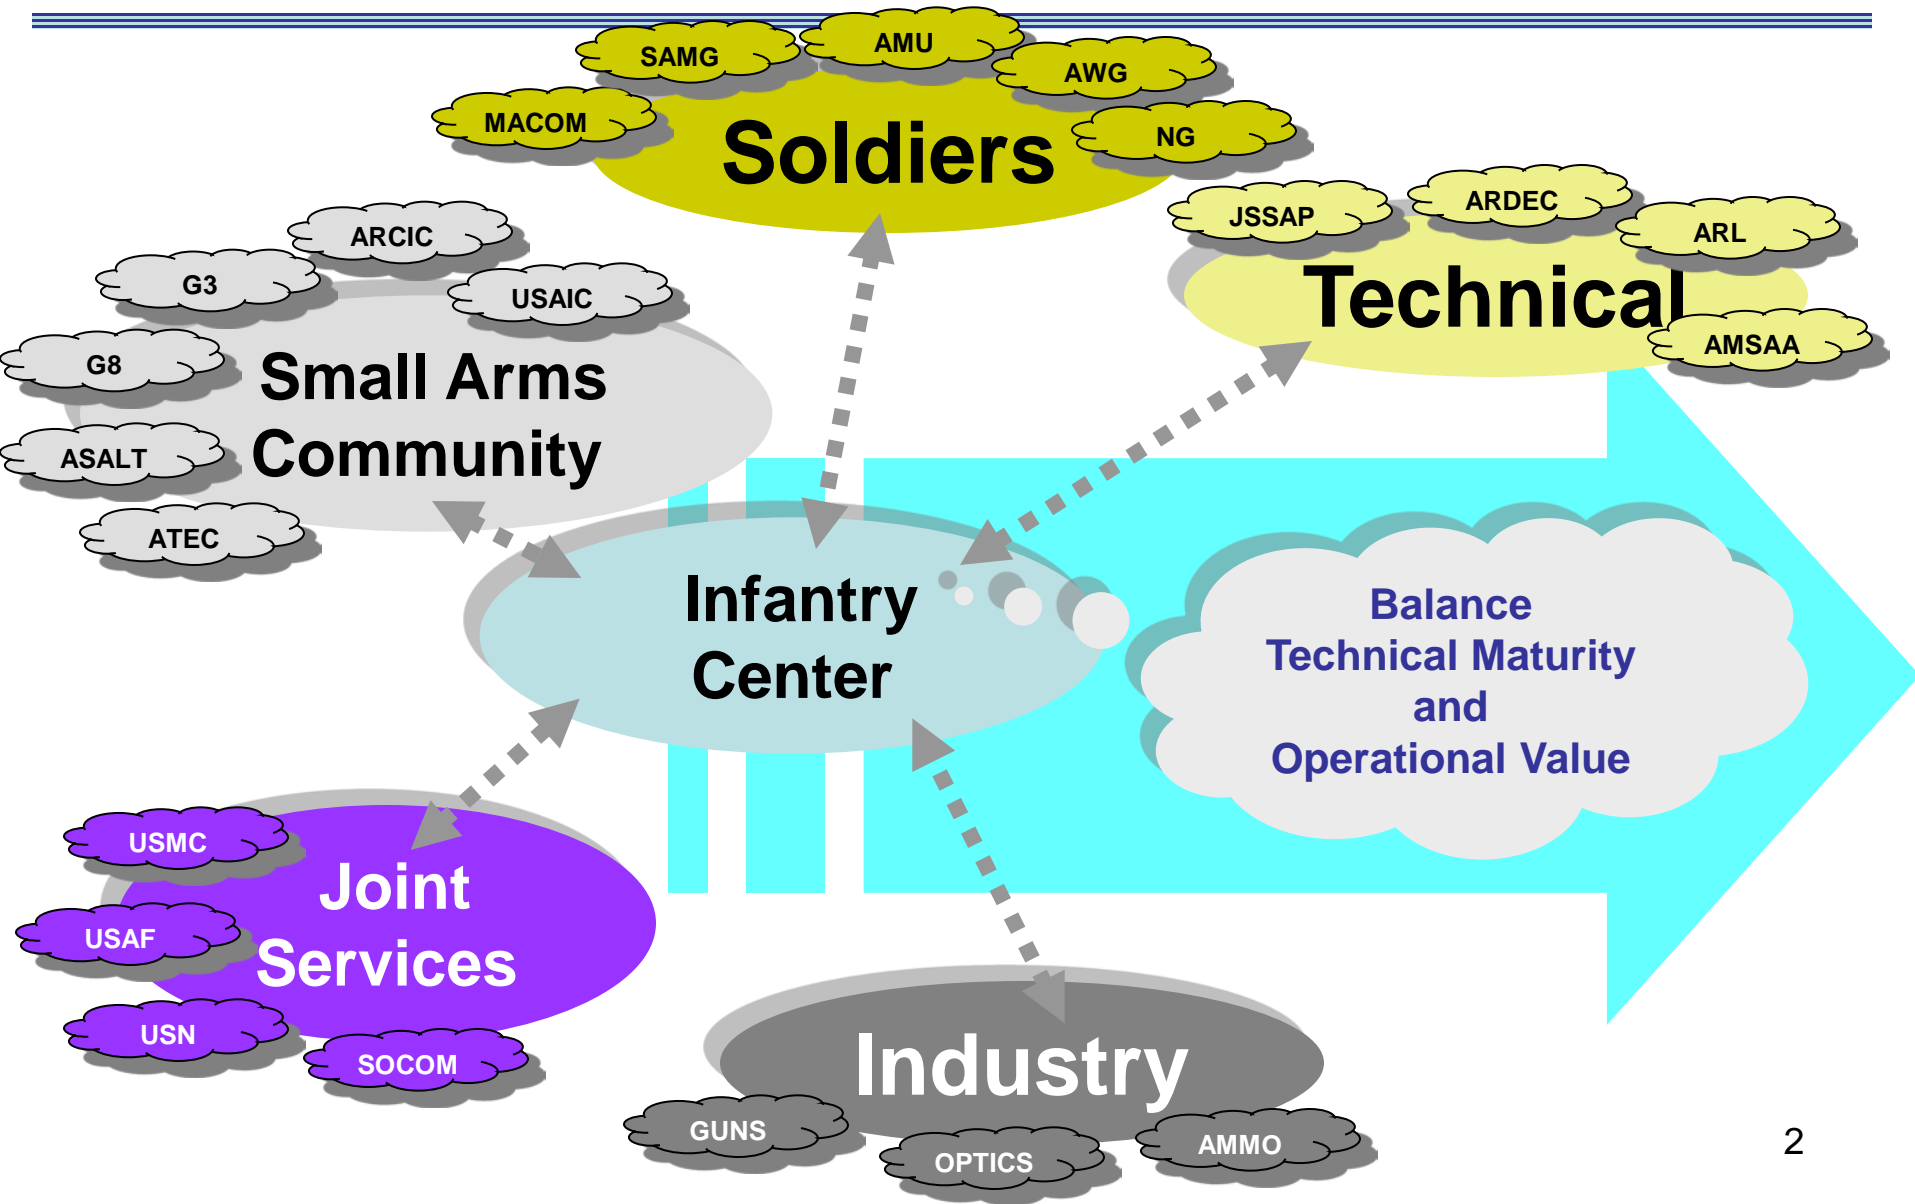 SAMG
AMU
AWG
MACOM
NG
Soldiers
JSSAP
ARDEC
ARL
Technical
AMSAA
ARCIC
G3
USAIC
G8
Small Arms
Community
ASALT
ATEC
Infantry
Center
Balance
Technical Maturity
and
Operational Value
USMC
Joint
Services
USAF
USN
SOCOM
Industry
GUNS
OPTICS
AMMO
2